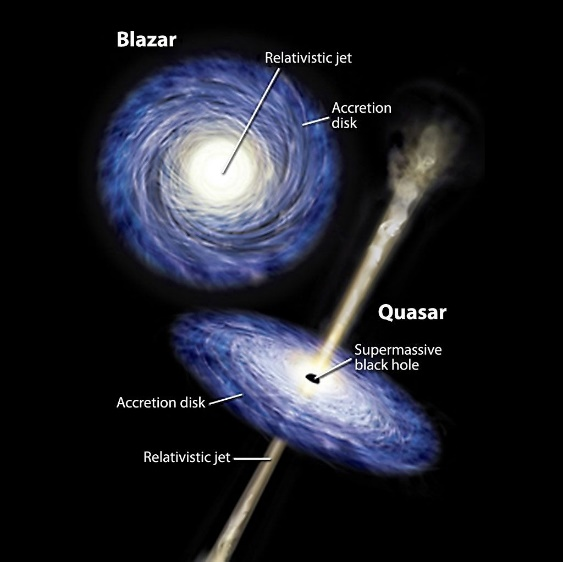 Blazar
Relativistic jet
Accretion
disk
Quasar
Supermassive
black hole
Accretion disk
Relativistic jet